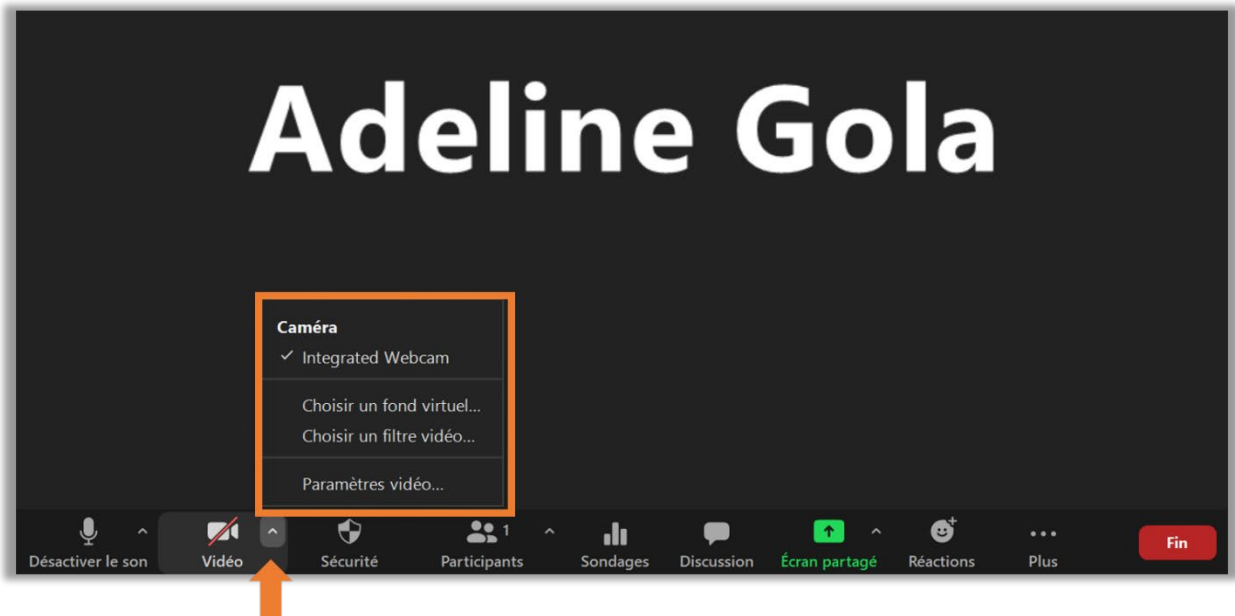 Adeline Gola
Caméra
Integrated Webcam
Choisir un fond virtuel...
Choisir un filtre vidéo...
Paramètres vidéo...
1
Désactiver le son Vidéo Sécurité Participants Sondages Discussion Écran partagé Réactions Plus Fin